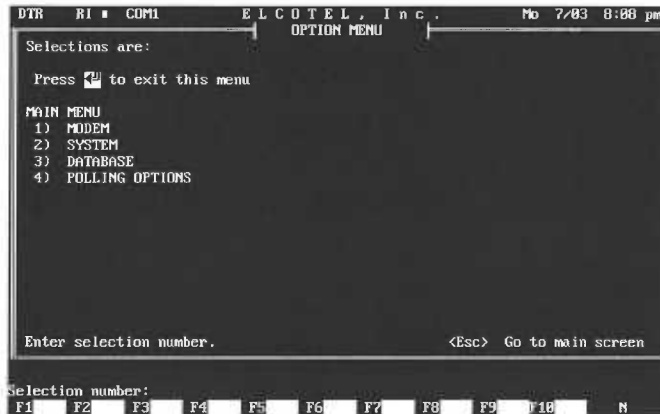 DTR RI ■ COM1 E L C O T E L , I n c . Mo 7/03 8:08 pm
OPTION MENU
Selections are:
Press ↵ to exit this menu
MAIN MENU
1) MODEM
2) SYSTEM
3) DATABASE
4) POLLING OPTIONS
Enter selection number. <Esc> Go to main screen
Selection number:
F1 F2 F3 F4 F5 F6 F7 F8 F9 F10 N